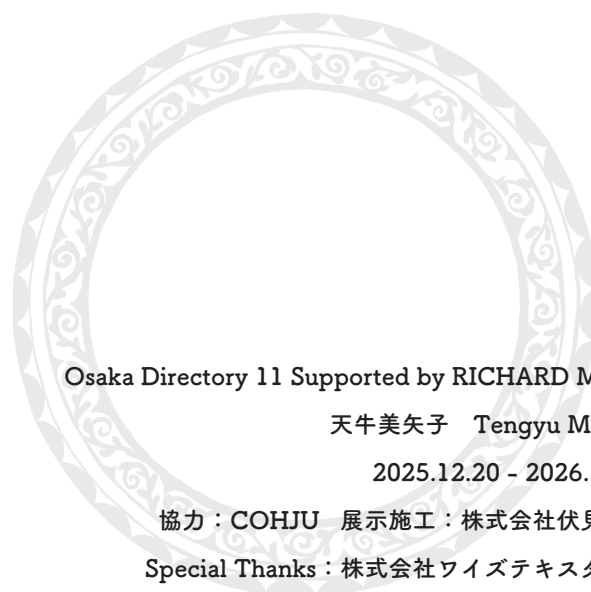 Osaka Directory 11 Supported by RICHARD
天牛美矢子　Tengyu
2025.12.20 - 2026.
協力：COHJU　展示施工：株式会社伏見
Special Thanks：株式会社ワイズテキス